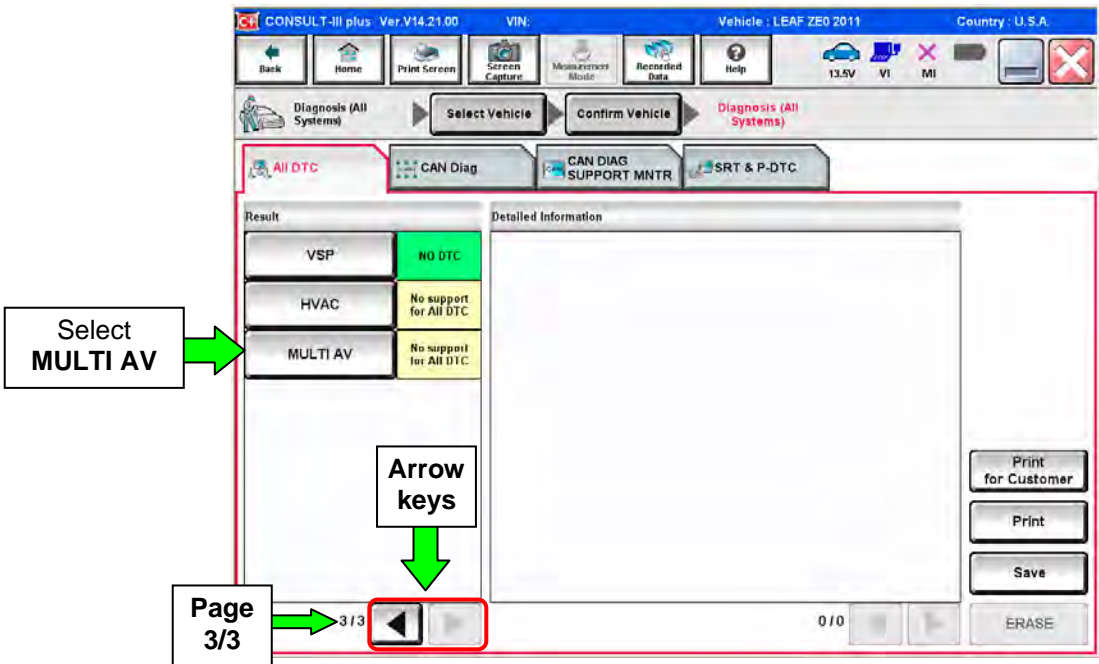 CONSULT-III plus Ver.V14.21.00 VIN: Vehicle : LEAF ZE0 2011 Country : U.S.A.
Back
Home
Print Screen
Screen
Capture
Measurement
Mode
Recorded
Data
Help
13.5V
VI
MI
Diagnosis (All
Systems)
Select Vehicle
Confirm Vehicle
Diagnosis (All
Systems)
All DTC
CAN Diag
CAN DIAG
SUPPORT MNTR
SRT & P-DTC
Result
Detailed Information
VSP
NO DTC
HVAC
No support
for All DTC
MULTI AV
No support
for All DTC
Select
MULTI AV
Arrow
keys
Page
3/3
3/3
0/0
Print
for Customer
Print
Save
ERASE